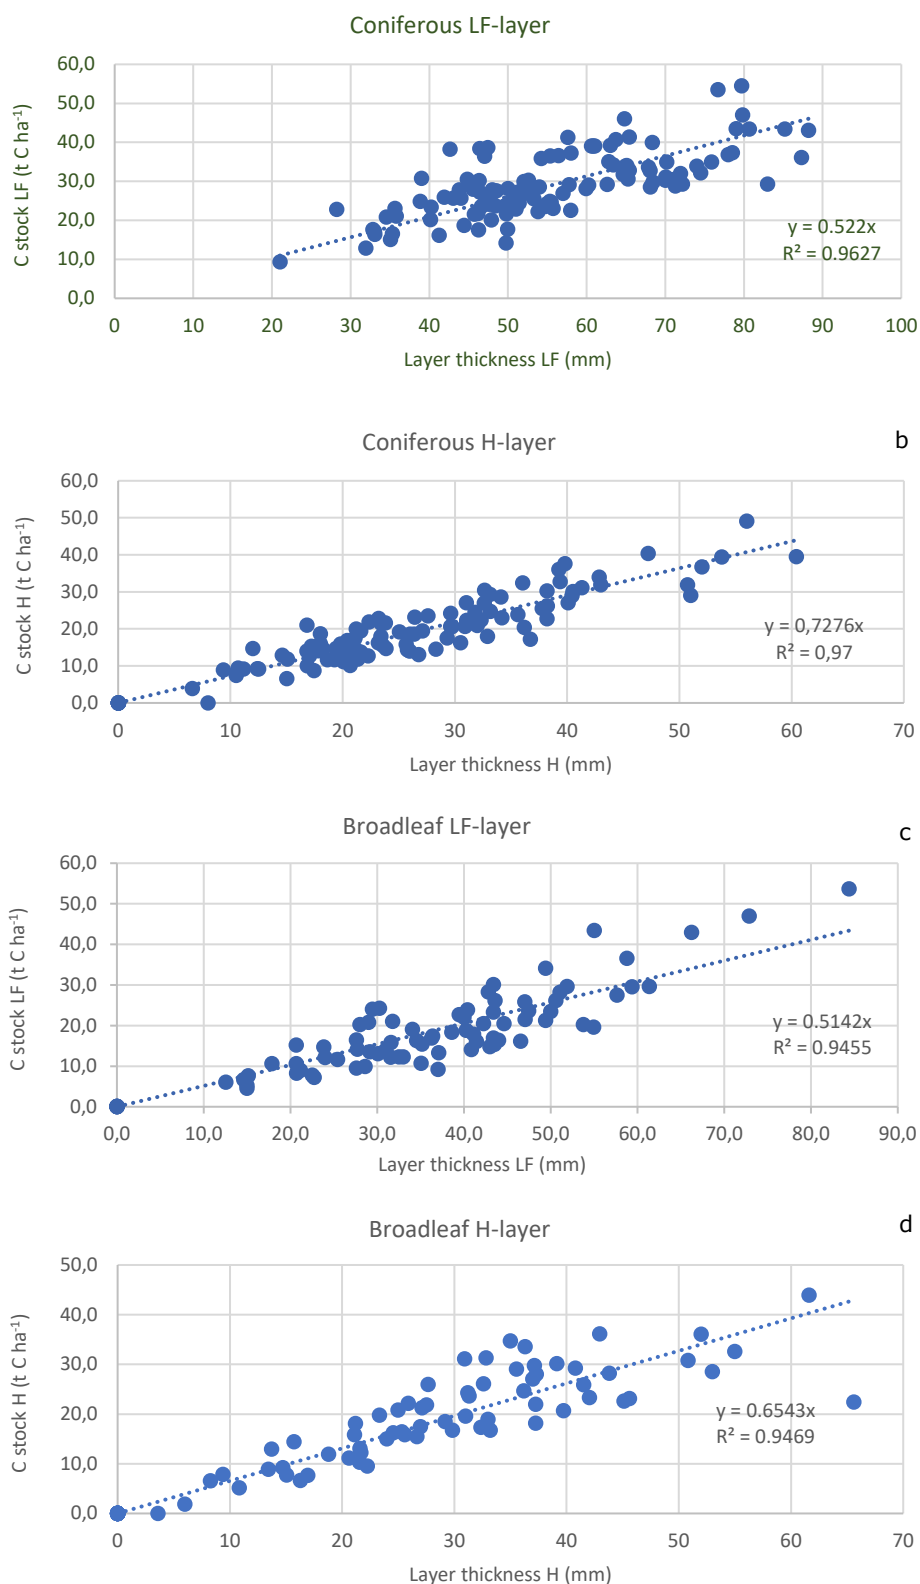 Coniferous LF-layer
C stock LF (t C ha⁻¹)
60,0
50,0
40,0
30,0
20,0
10,0
0,0
y = 0.522x
R² = 0.9627
0 10 20 30 40 50 60 70 80 90 100
Layer thickness LF (mm)
b
Coniferous H-layer
C stock H (t C ha⁻¹)
60,0
50,0
40,0
30,0
20,0
10,0
0,0
y = 0,7276x
R² = 0,97
0 10 20 30 40 50 60 70
Layer thickness H (mm)
Broadleaf LF-layer
c
C stock LF (t C ha⁻¹)
60,0
50,0
40,0
30,0
20,0
10,0
0,0
y = 0.5142x
R² = 0.9455
0,0 10,0 20,0 30,0 40,0 50,0 60,0 70,0 80,0 90,0
Layer thickness LF (mm)
d
Broadleaf H-layer
C stock H (t C ha⁻¹)
50,0
40,0
30,0
20,0
10,0
0,0
y = 0.6543x
R² = 0.9469
0 10 20 30 40 50 60 70
Layer thickness H (mm)